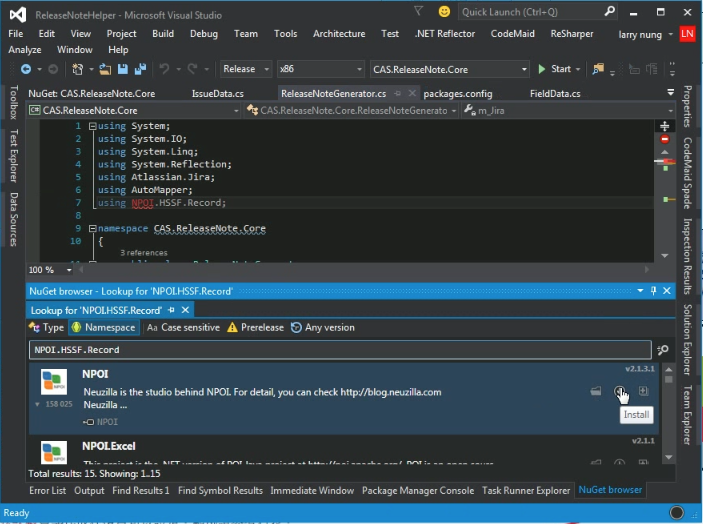 ReleaseNoteHelper - Microsoft Visual Studio
Quick Launch (Ctrl+Q)
File Edit View Project Build Debug Team Tools Architecture Test .NET Reflector CodeMaid ReSharper larry nung LN
Analyze Window Help
Release x86 CAS.ReleaseNote.Core Start
NuGet: CAS.ReleaseNote.Core IssueData.cs ReleaseNoteGenerator.cs packages.config FieldData.cs
C# CAS.ReleaseNote.Core CAS.ReleaseNote.Core.ReleaseNoteGenerato m_Jira
1 using System;
2 using System.IO;
3 using System.Linq;
4 using System.Reflection;
5 using Atlassian.Jira;
6 using AutoMapper;
7 using NPOI.HSSF.Record;
8
9 namespace CAS.ReleaseNote.Core
10 {
3 references
100 %
NuGet browser - Lookup for 'NPOI.HSSF.Record'
Lookup for 'NPOI.HSSF.Record'
Type Namespace Aa Case sensitive Prerelease Any version
NPOI.HSSF.Record
NPOI v2.1.3.1
Neuzilla is the studio behind NPOI. For detail, you can check http://blog.neuzilla.com
158 025 Neuzilla ...
NPOI
Install
NPOI.Excel v2.1.1
This project is the .NET version of POI Java project at http://poi.apache.org/. POI is an open source
Total results: 15. Showing: 1..15
Error List Output Find Results 1 Find Symbol Results Immediate Window Package Manager Console Task Runner Explorer NuGet browser
Ready
Toolbox
Test Explorer
Data Sources
Properties
CodeMaid Spade
Inspection Results
Solution Explorer
Team Explorer